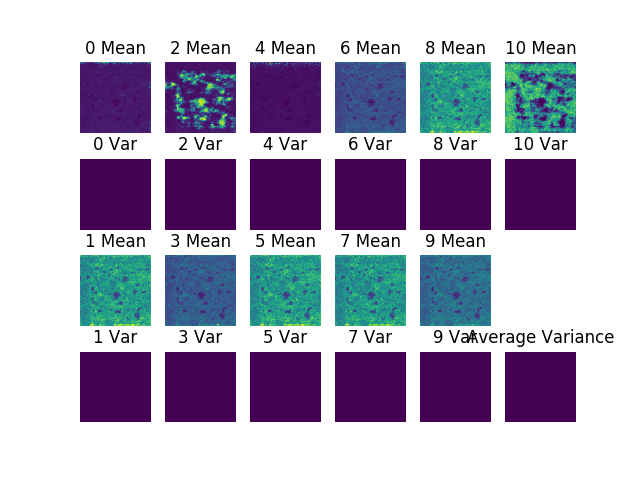 0 Mean 2 Mean 4 Mean 6 Mean 8 Mean 10 Mean
0 Var 2 Var 4 Var 6 Var 8 Var 10 Var
1 Mean 3 Mean 5 Mean 7 Mean 9 Mean
1 Var 3 Var 5 Var 7 Var 9 Var Average Variance